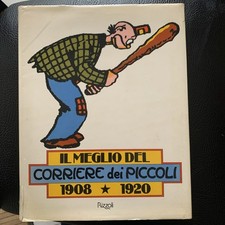 IL MEGLIO DEL
CORRIERE dei PICCOLI
1908 ★ 1920
Rizzoli